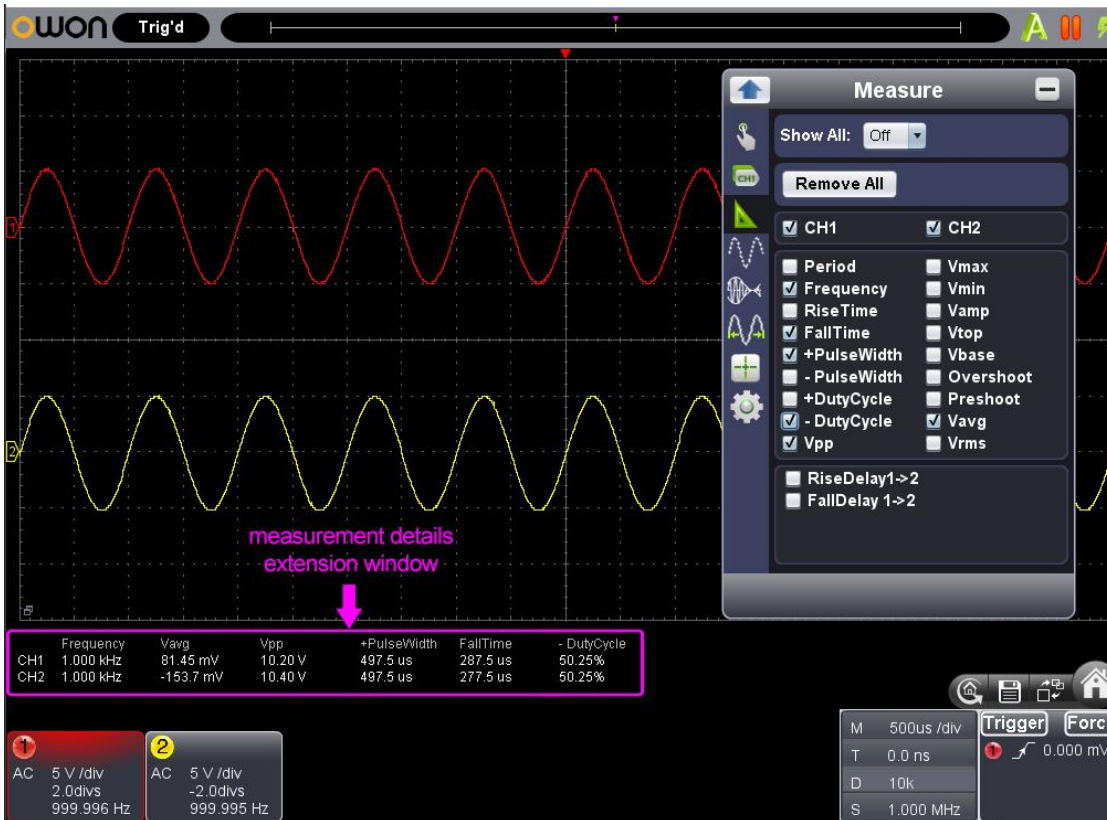 OWON Trig'd
Measure
Show All: Off
CH1
Remove All
CH1 CH2
Period Vmax
Frequency Vmin
RiseTime Vamp
FallTime Vtop
+PulseWidth Vbase
- PulseWidth Overshoot
+DutyCycle Preshoot
- DutyCycle Vavg
Vpp Vrms
RiseDelay1->2
FallDelay 1->2
1
2
measurement details
extension window
Frequency Vavg Vpp +PulseWidth FallTime - DutyCycle
CH1 1.000 kHz 81.45 mV 10.20 V 497.5 us 287.5 us 50.25%
CH2 1.000 kHz -153.7 mV 10.40 V 497.5 us 277.5 us 50.25%
1
AC 5 V /div
2.0divs
999.996 Hz
2
AC 5 V /div
-2.0divs
999.995 Hz
M 500us /div
T 0.0 ns
D 10k
S 1.000 MHz
Trigger Forc
1 0.000 mV